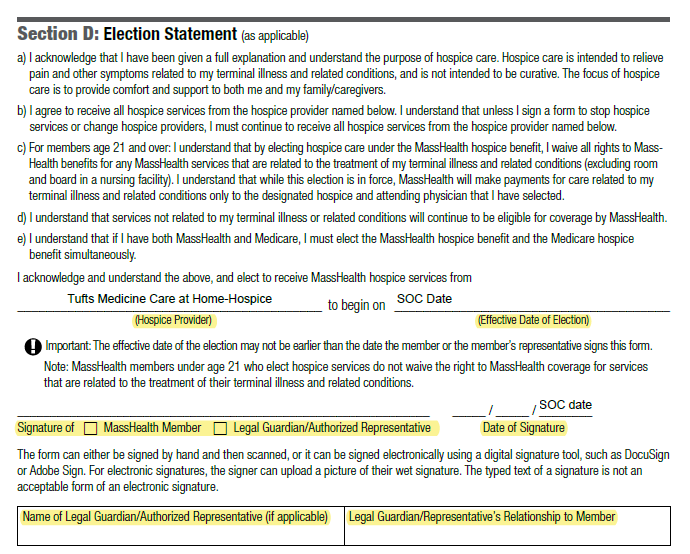 Section D: Election Statement (as applicable)
a) I acknowledge that I have been given a full explanation and understand the purpose of hospice care. Hospice care is intended to relieve
pain and other symptoms related to my terminal illness and related conditions, and is not intended to be curative. The focus of hospice
care is to provide comfort and support to both me and my family/caregivers.
b) I agree to receive all hospice services from the hospice provider named below. I understand that unless I sign a form to stop hospice
services or change hospice providers, I must continue to receive all hospice services from the hospice provider named below.
c) For members age 21 and over: I understand that by electing hospice care under the MassHealth hospice benefit, I waive all rights to Mass-
Health benefits for any MassHealth services that are related to the treatment of my terminal illness and related conditions (excluding room
and board in a nursing facility). I understand that while this election is in force, MassHealth will make payments for care related to my
terminal illness and related conditions only to the designated hospice and attending physician that I have selected.
d) I understand that services not related to my terminal illness or related conditions will continue to be eligible for coverage by MassHealth.
e) I understand that if I have both MassHealth and Medicare, I must elect the MassHealth hospice benefit and the Medicare hospice
benefit simultaneously.
I acknowledge and understand the above, and elect to receive MassHealth hospice services from
Tufts Medicine Care at Home-Hospice to begin on SOC Date
(Hospice Provider) (Effective Date of Election)
! Important: The effective date of the election may not be earlier than the date the member or the member's representative signs this form.
Note: MassHealth members under age 21 who elect hospice services do not waive the right to MassHealth coverage for services
that are related to the treatment of their terminal illness and related conditions.
/ / SOC date
Signature of MassHealth Member Legal Guardian/Authorized Representative Date of Signature
The form can either be signed by hand and then scanned, or it can be signed electronically using a digital signature tool, such as DocuSign
or Adobe Sign. For electronic signatures, the signer can upload a picture of their wet signature. The typed text of a signature is not an
acceptable form of an electronic signature.
Name of Legal Guardian/Authorized Representative (if applicable) Legal Guardian/Representative's Relationship to Member